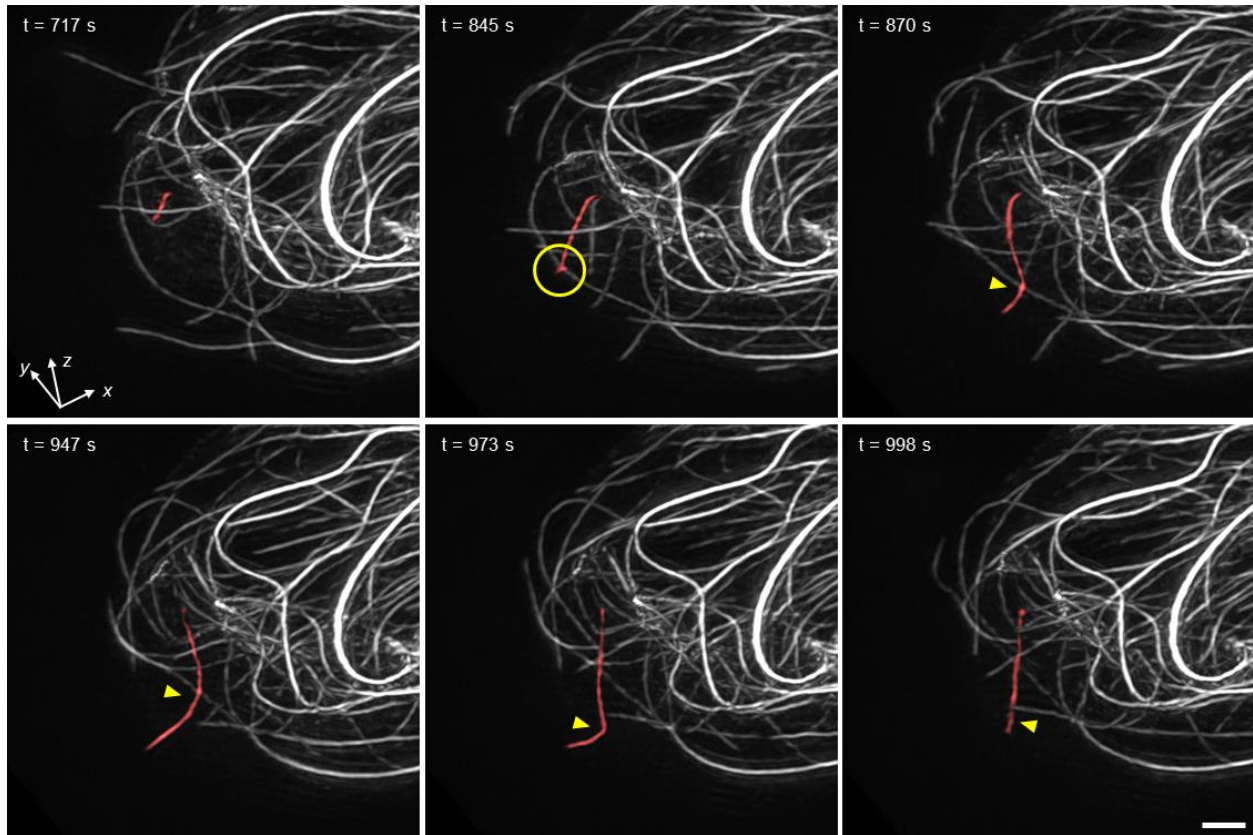 t = 717 s
t = 845 s
t = 870 s
y
z
x
t = 947 s
t = 973 s
t = 998 s